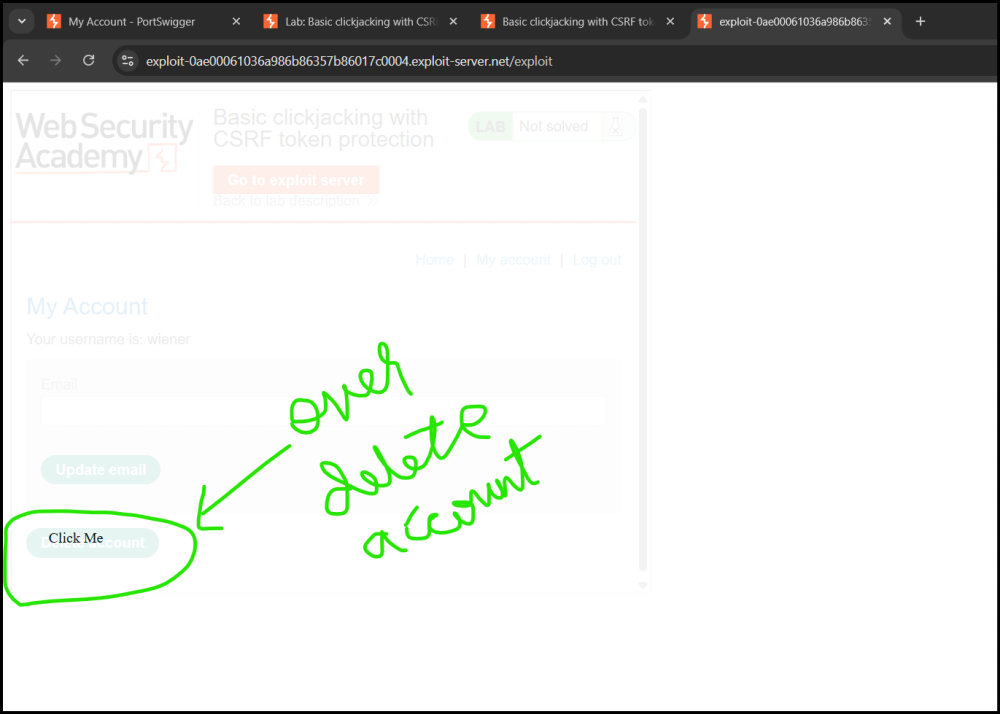 My Account - PortSwigger
Lab: Basic clickjacking with CSR
Basic clickjacking with CSRF tok
exploit-0ae00061036a986b8635
exploit-0ae00061036a986b86357b86017c0004.exploit-server.net/exploit
Web Security
Academy
Basic clickjacking with
CSRF token protection
LAB Not solved
Go to exploit server
Back to lab description
Home | My account | Log out
My Account
Your username is: wiener
Email
over
delete
account
Update email
Click Me
Delete account